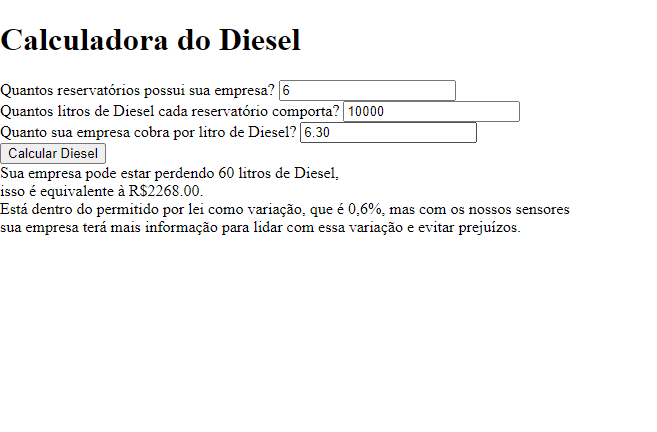 Calculadora do Diesel
Quantos reservatórios possui sua empresa? 6
Quantos litros de Diesel cada reservatório comporta? 10000
Quanto sua empresa cobra por litro de Diesel? 6.30
Calcular Diesel
Sua empresa pode estar perdendo 60 litros de Diesel,
isso é equivalente à R$2268.00.
Está dentro do permitido por lei como variação, que é 0,6%, mas com os nossos sensores
sua empresa terá mais informação para lidar com essa variação e evitar prejuízos.